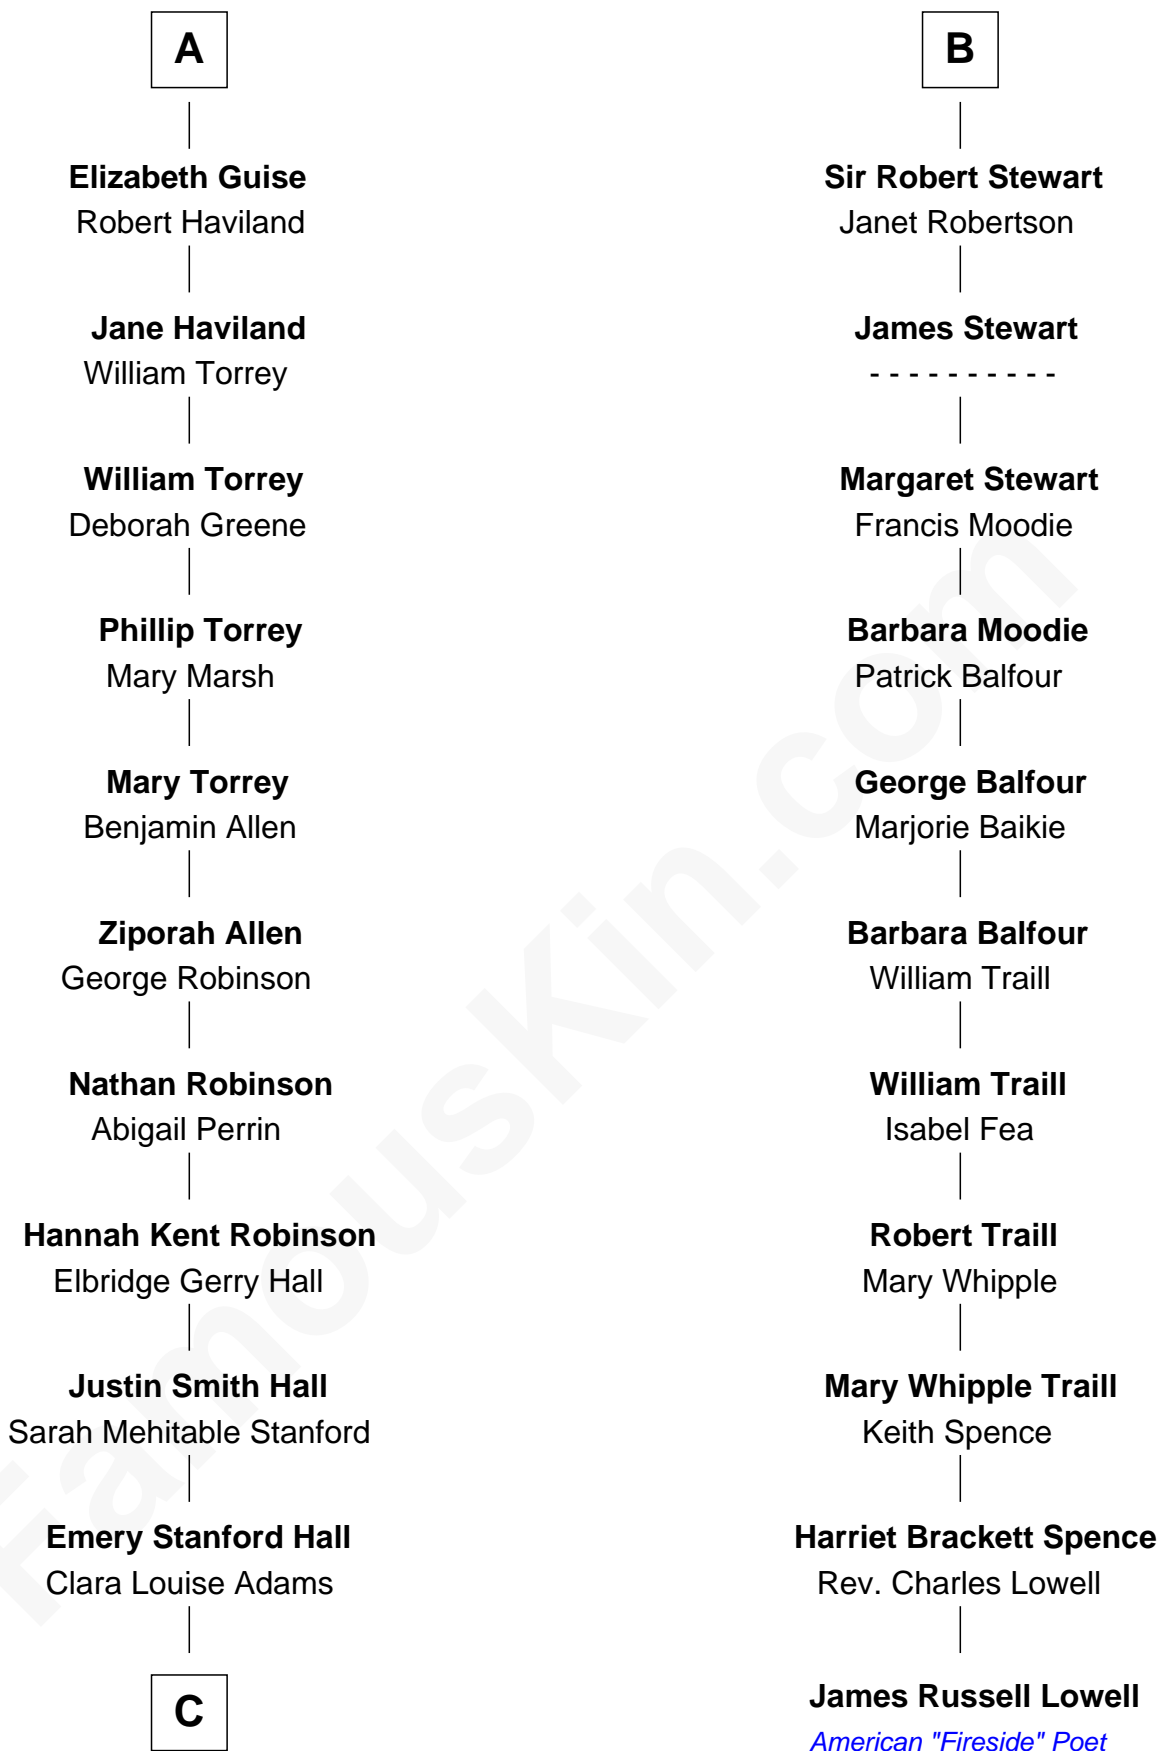 A
Elizabeth Guise
Robert Haviland
Jane Haviland
William Torrey
William Torrey
Deborah Greene
Phillip Torrey
Mary Marsh
Mary Torrey
Benjamin Allen
Ziporah Allen
George Robinson
Nathan Robinson
Abigail Perrin
Hannah Kent Robinson
Elbridge Gerry Hall
Justin Smith Hall
Sarah Mehitable Stanford
Emery Stanford Hall
Clara Louise Adams
C
B
Sir Robert Stewart
Janet Robertson
James Stewart
- - - - - - - - - -
Margaret Stewart
Francis Moodie
Barbara Moodie
Patrick Balfour
George Balfour
Marjorie Baikie
Barbara Balfour
William Traill
William Traill
Isabel Fea
Robert Traill
Mary Whipple
Mary Whipple Traill
Keith Spence
Harriet Brackett Spence
Rev. Charles Lowell
James Russell Lowell
American "Fireside" Poet
FamousKin.com